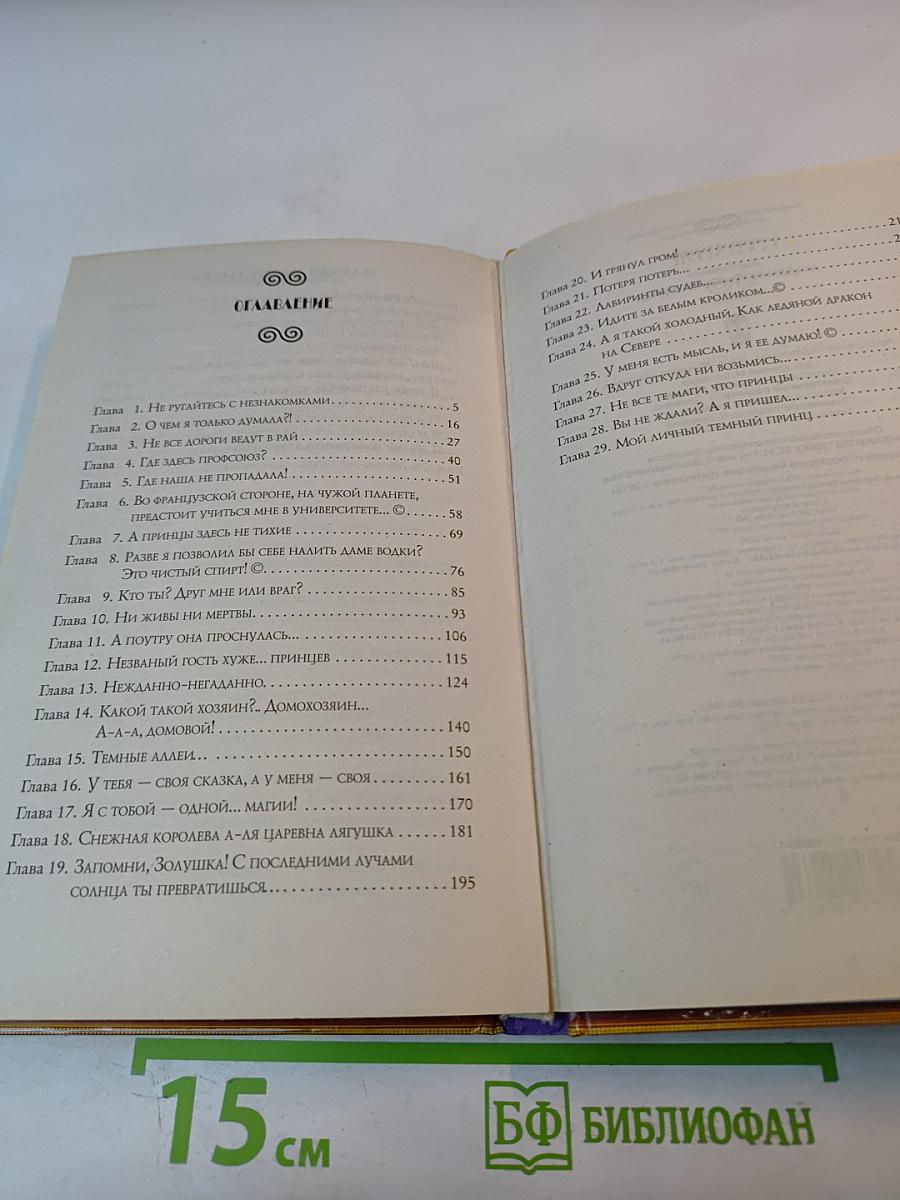 ОГЛАВЛЕНИЕ
Глава 1. Не ругайтесь с незнакомками. . . . . . . . . . . . . . . . 5
Глава 2. О чем я только думала?! . . . . . . . . . . . . . . . . . . . 16
Глава 3. Не все дороги ведут в рай . . . . . . . . . . . . . . . . . . 27
Глава 4. Где здесь профсоюз? . . . . . . . . . . . . . . . . . . . . . . 40
Глава 5. Где наша не пропадала! . . . . . . . . . . . . . . . . . . . . 51
Глава 6. Во французской стороне, на чужой планете,
предстоит учиться мне в университете... ©. . . . . . 58
Глава 7. А принцы здесь не тихие . . . . . . . . . . . . . . . . . . . 69
Глава 8. Разве я позволил бы себе налить даме водки?
Это чистый спирт! ©. . . . . . . . . . . . . . . . . . . . . . . 76
Глава 9. Кто ты? Друг мне или враг? . . . . . . . . . . . . . . . . . 85
Глава 10. Ни живы ни мертвы. . . . . . . . . . . . . . . . . . . . . . . 93
Глава 11. А поутру она проснулась... . . . . . . . . . . . . . . . . 106
Глава 12. Незваный гость хуже... принцев . . . . . . . . . . . . 115
Глава 13. Нежданно-негаданно. . . . . . . . . . . . . . . . . . . . . 124
Глава 14. Какой такой хозяин?.. Домохозяин...
А-а-а, домовой! . . . . . . . . . . . . . . . . . . . . . . . . . 140
Глава 15. Темные аллеи... . . . . . . . . . . . . . . . . . . . . . . . . 150
Глава 16. У тебя — своя сказка, а у меня — своя . . . . . . . . . 161
Глава 17. Я с тобой — одной... магии! . . . . . . . . . . . . . . . . 170
Глава 18. Снежная королева а-ля царевна лягушка . . . . . . 181
Глава 19. Запомни, Золушка! С последними лучами
солнца ты превратишься. . . . . . . . . . . . . . . . . . . . 195
Глава 20. И грянул гром! . . . . . . . . . . . . . . . . . . . . . . . 21
Глава 21. Потеря потерь... . . . . . . . . . . . . . . . . . . . . . . 2
Глава 22. Лабиринты судеб... . . . . . . . . . . . . . . . . . . . .
Глава 23. Идите за белым кроликом...© . . . . . . . . . . . .
Глава 24. А я такой холодный. Как ледяной дракон
на Севере . . . . . . . . . . . . . . . . . . . . . . . . . . . .
Глава 25. У меня есть мысль, и я ее думаю! © . . . . . . .
Глава 26. Вдруг откуда ни возьмись... . . . . . . . . . . . . .
Глава 27. Не все те маги, что принцы . . . . . . . . . . . .
Глава 28. Вы не ждали? А я пришел... . . . . . . . . . . . .
Глава 29. Мой личный темный принц . . . . . . . . . . . .
15 см
БФ БИБЛИОФАН